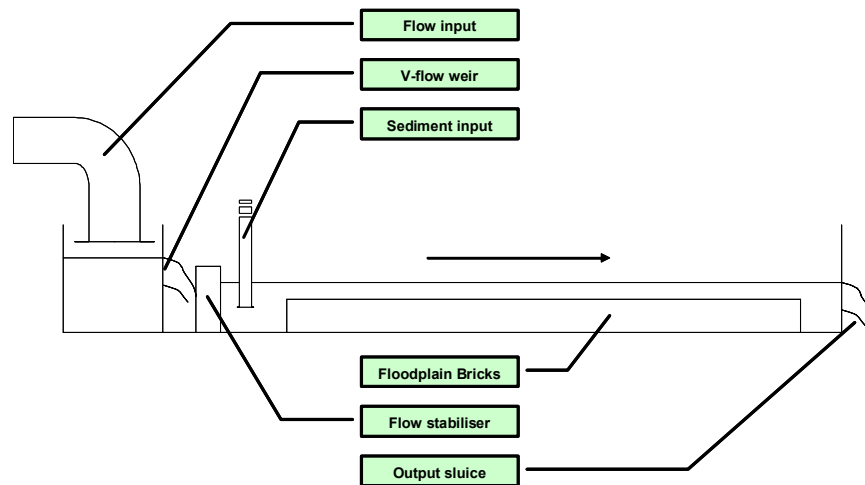 Flow input
V-flow weir
Sediment input
Floodplain Bricks
Flow stabiliser
Output sluice